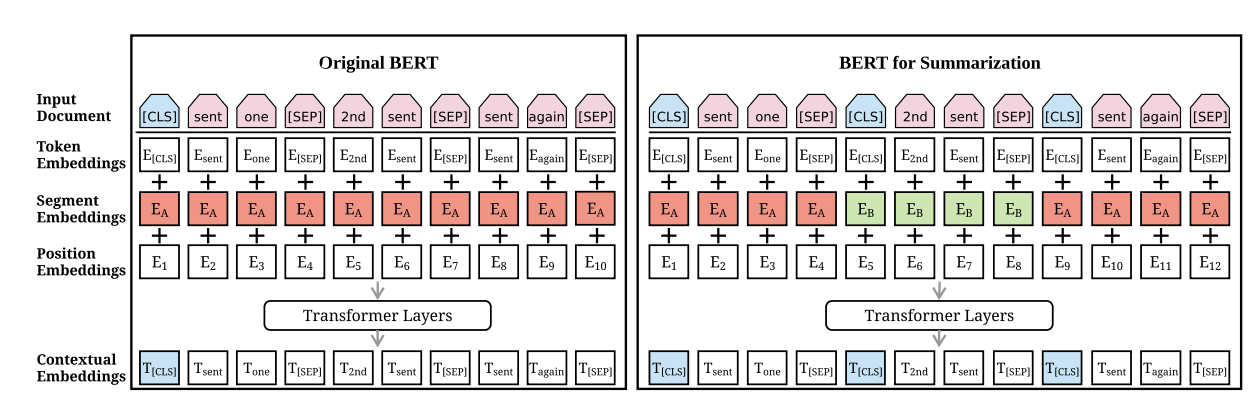 Original BERT
BERT for Summarization
Input
Document
[CLS] sent one [SEP] 2nd sent [SEP] sent again [SEP]
[CLS] sent one [SEP] [CLS] 2nd sent [SEP] [CLS] sent again [SEP]
Token
Embeddings
E[CLS] Esent Eone E[SEP] E2nd Esent E[SEP] Esent Eagain E[SEP]
E[CLS] Esent Eone E[SEP] E[CLS] E2nd Esent E[SEP] E[CLS] Esent Eagain E[SEP]
+ + + + + + + + + +
+ + + + + + + + + + + +
Segment
Embeddings
EA EA EA EA EA EA EA EA EA EA
EA EA EA EA EB EB EB EB EA EA EA EA
+ + + + + + + + + +
+ + + + + + + + + + + +
Position
Embeddings
E1 E2 E3 E4 E5 E6 E7 E8 E9 E10
E1 E2 E3 E4 E5 E6 E7 E8 E9 E10 E11 E12
Transformer Layers
Transformer Layers
Contextual
Embeddings
T[CLS] Tsent Tone T[SEP] T2nd Tsent T[SEP] Tsent Tagain T[SEP]
T[CLS] Tsent Tone T[SEP] T[CLS] T2nd Tsent T[SEP] T[CLS] Tsent Tagain T[SEP]